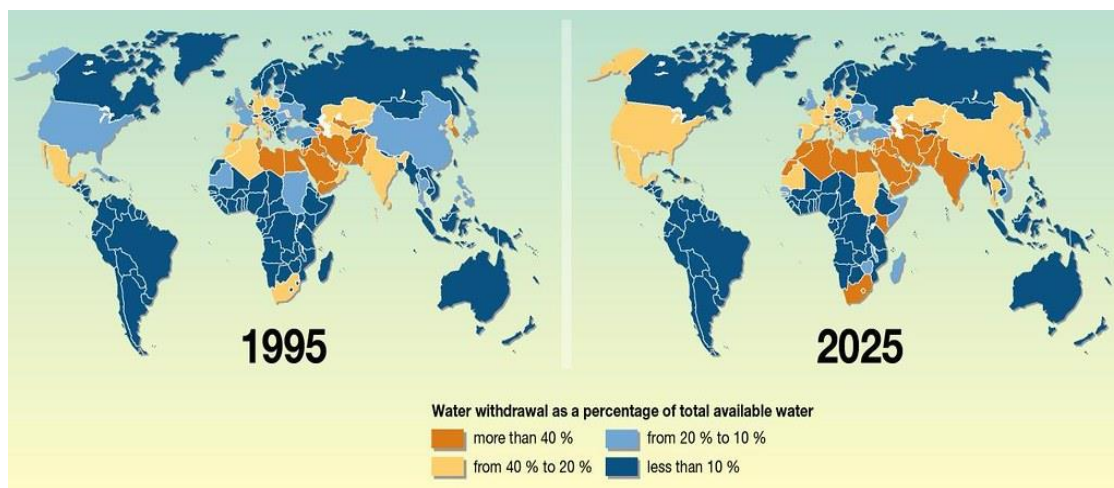 1995
2025
Water withdrawal as a percentage of total available water
more than 40 %
from 20 % to 10 %
from 40 % to 20 %
less than 10 %